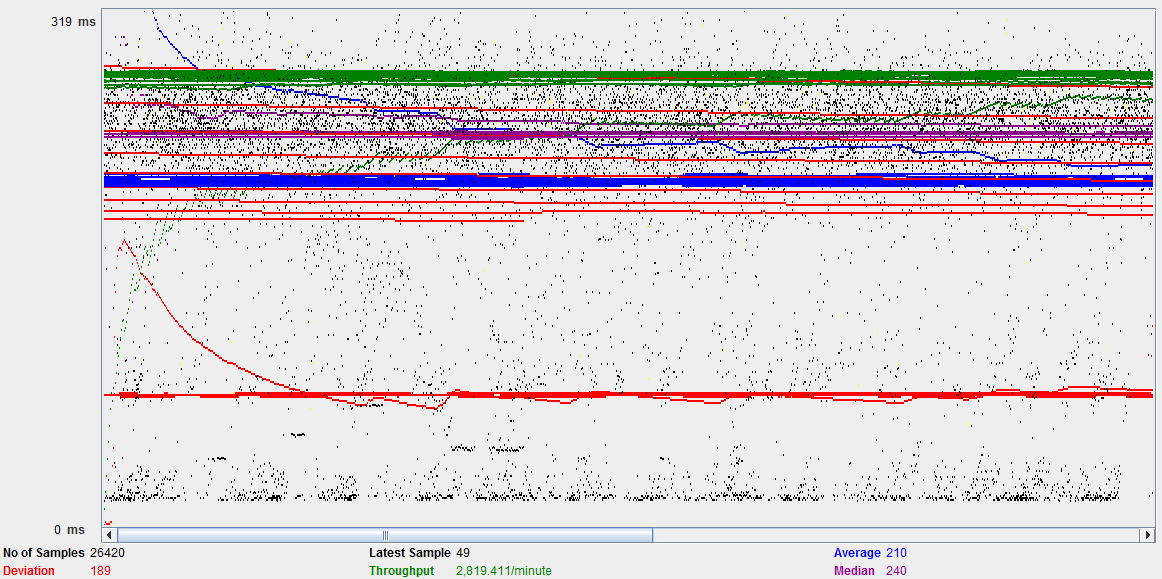 319 ms
0 ms
No of Samples 26420 Latest Sample 49 Average 210
Deviation 189 Throughput 2,819.411/minute Median 240